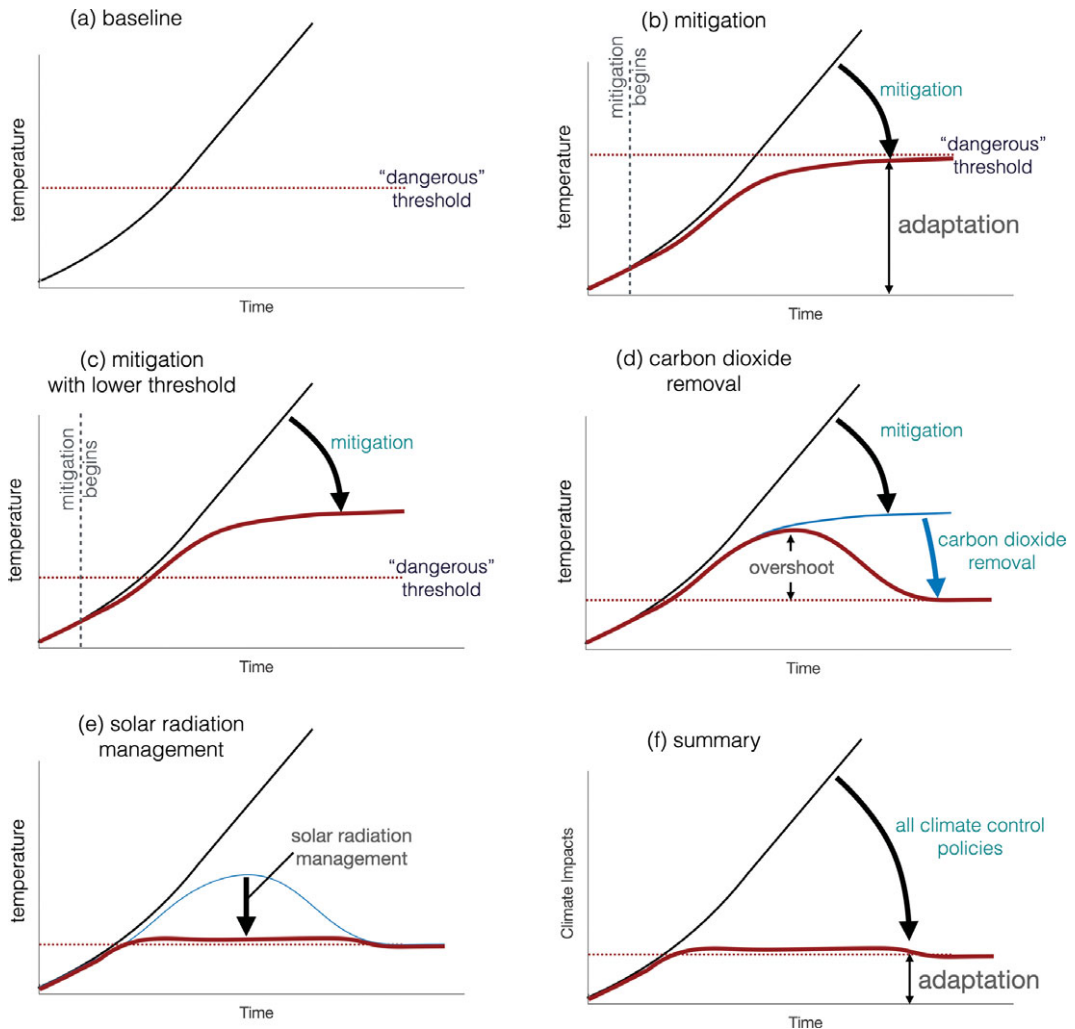 (a) baseline
temperature
"dangerous"
threshold
Time
(b) mitigation
mitigation
begins
mitigation
"dangerous"
threshold
temperature
adaptation
Time
(c) mitigation
with lower threshold
mitigation
begins
mitigation
temperature
"dangerous"
threshold
Time
(d) carbon dioxide
removal
mitigation
temperature
carbon dioxide
removal
overshoot
Time
(e) solar radiation
management
temperature
solar radiation
management
Time
(f) summary
Climate Impacts
all climate control
policies
adaptation
Time